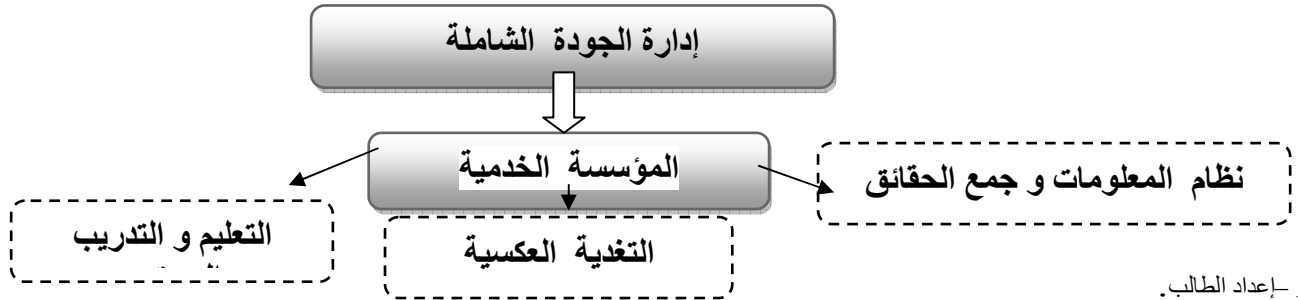 إدارة الجودة الشاملة
المؤسسة الخدمية
نظام المعلومات و جمع الحقائق
التعليم و التدريب
التغدية العكسية
–إعداد الطالب.